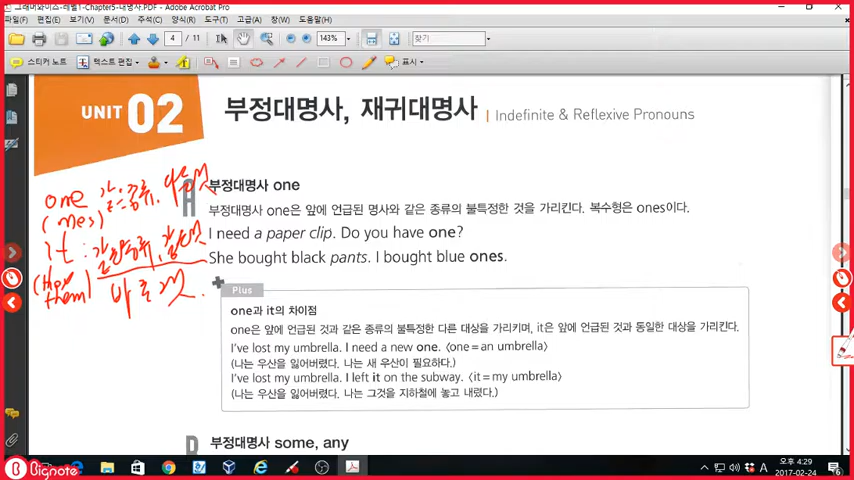 그래머와이즈-레벨1-Chapter5-대명사.PDF - Adobe Acrobat Pro
파일(F) 편집(E) 보기(V) 문서(D) 주석(C) 양식(R) 도구(T) 고급(A) 창(W) 도움말(H)
4 / 11 143% 찾기
스티커 노트 텍스트 편집 표시
UNIT 02 부정대명사, 재귀대명사 | Indefinite & Reflexive Pronouns
one 같은종류, 다른것
(ones)
it : 같은종류, 같은것
(they
them) 바로 그것.
A 부정대명사 one
부정대명사 one은 앞에 언급된 명사와 같은 종류의 불특정한 것을 가리킨다. 복수형은 ones이다.
I need a paper clip. Do you have one?
She bought black pants. I bought blue ones.
Plus
one과 it의 차이점
one은 앞에 언급된 것과 같은 종류의 불특정한 다른 대상을 가리키며, it은 앞에 언급된 것과 동일한 대상을 가리킨다.
I've lost my umbrella. I need a new one. <one=an umbrella>
(나는 우산을 잃어버렸다. 나는 새 우산이 필요하다.)
I've lost my umbrella. I left it on the subway. <it=my umbrella>
(나는 우산을 잃어버렸다. 나는 그것을 지하철에 놓고 내렸다.)
부정대명사 some, any
Bignote
A 오후 4:29
2017-02-24